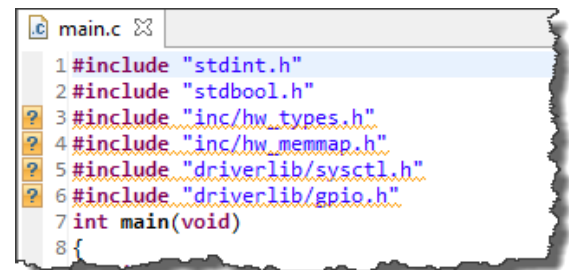 .c main.c
1 #include "stdint.h"
2 #include "stdbool.h"
? 3 #include "inc/hw_types.h"
? 4 #include "inc/hw_memmap.h"
? 5 #include "driverlib/sysctl.h"
? 6 #include "driverlib/gpio.h"
7 int main(void)
8 {